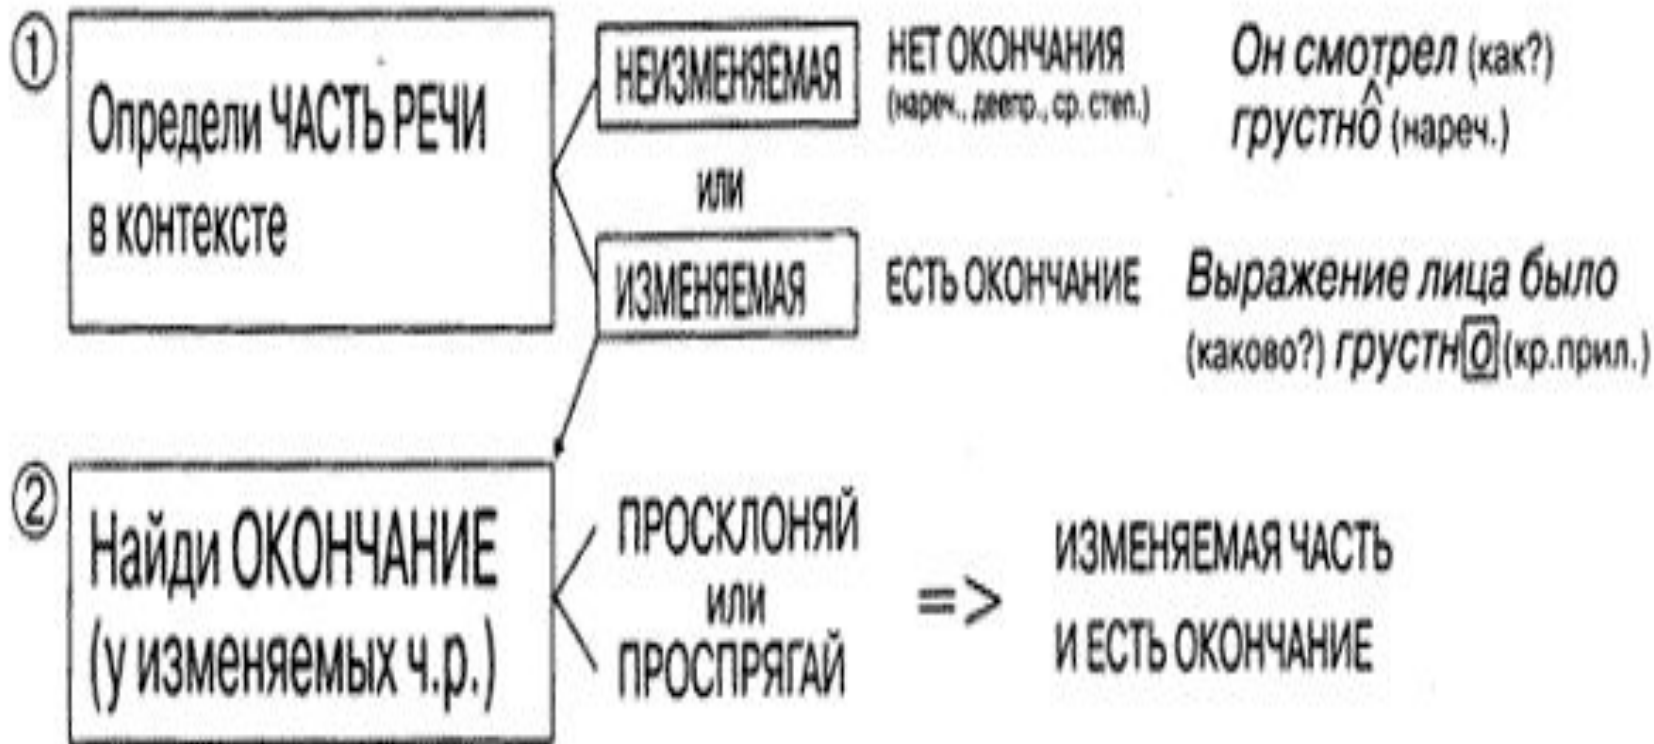 ① Определи ЧАСТЬ РЕЧИ
в контексте
НЕИЗМЕНЯЕМАЯ
или
ИЗМЕНЯЕМАЯ
НЕТ ОКОНЧАНИЯ
(нареч., деепр., ср. степ.)
ЕСТЬ ОКОНЧАНИЕ
Он смотрел (как?)
грустно (нареч.)
Выражение лица было
(каково?) грустно (кр.прил.)
② Найди ОКОНЧАНИЕ
(у изменяемых ч.р.)
ПРОСКЛОНЯЙ
или
ПРОСПРЯГАЙ
=>
ИЗМЕНЯЕМАЯ ЧАСТЬ
И ЕСТЬ ОКОНЧАНИЕ